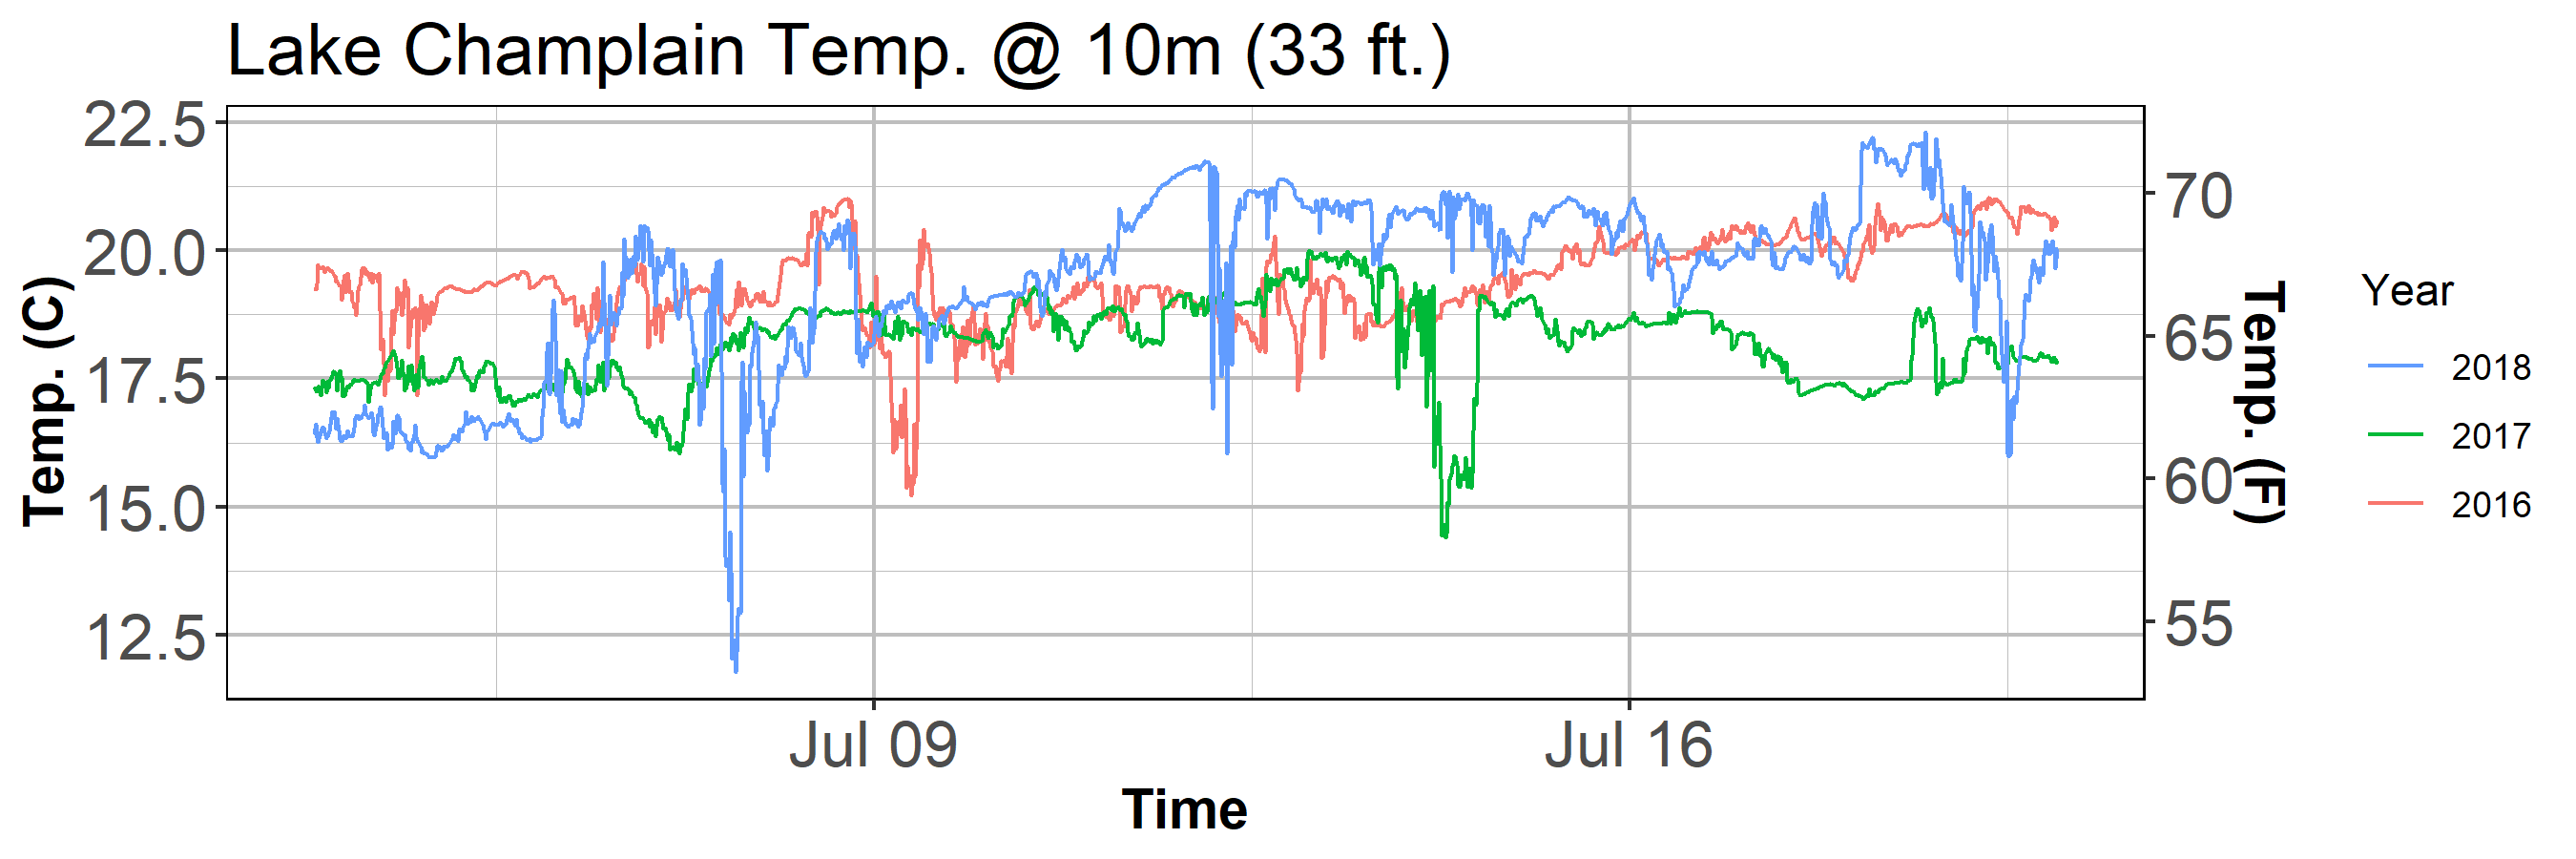 Lake Champlain Temp. @ 10m (33 ft.)
Temp. (C)
22.5
20.0
17.5
15.0
12.5
70
65
60
55
Temp. (F)
Jul 09
Jul 16
Time
Year
2018
2017
2016